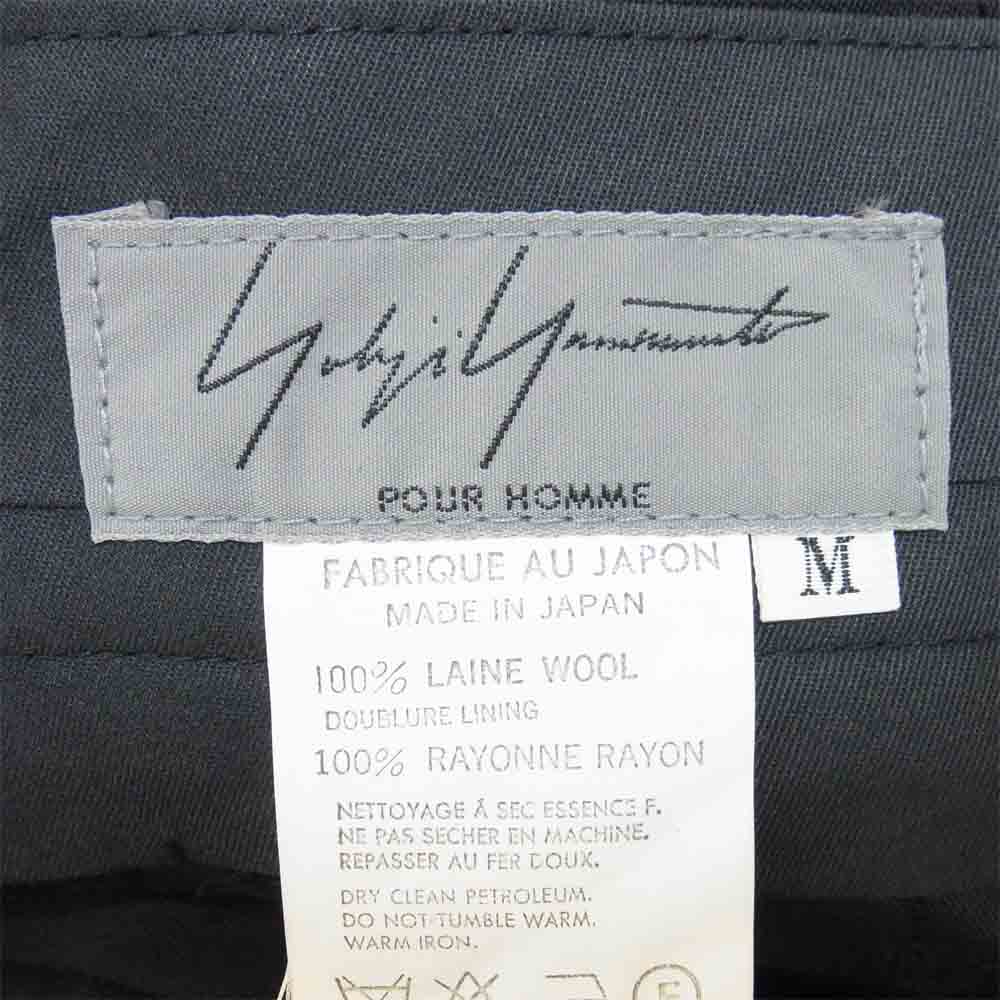 Yohji Yamamoto
POUR HOMME
M
FABRIQUE AU JAPON
MADE IN JAPAN
100% LAINE WOOL
DOUBLURE LINING
100% RAYONNE RAYON
NETTOYAGE À SEC ESSENCE F.
NE PAS SECHER EN MACHINE.
REPASSER AU FER DOUX.
DRY CLEAN PETROLEUM.
DO NOT TUMBLE WARM.
WARM IRON.
F